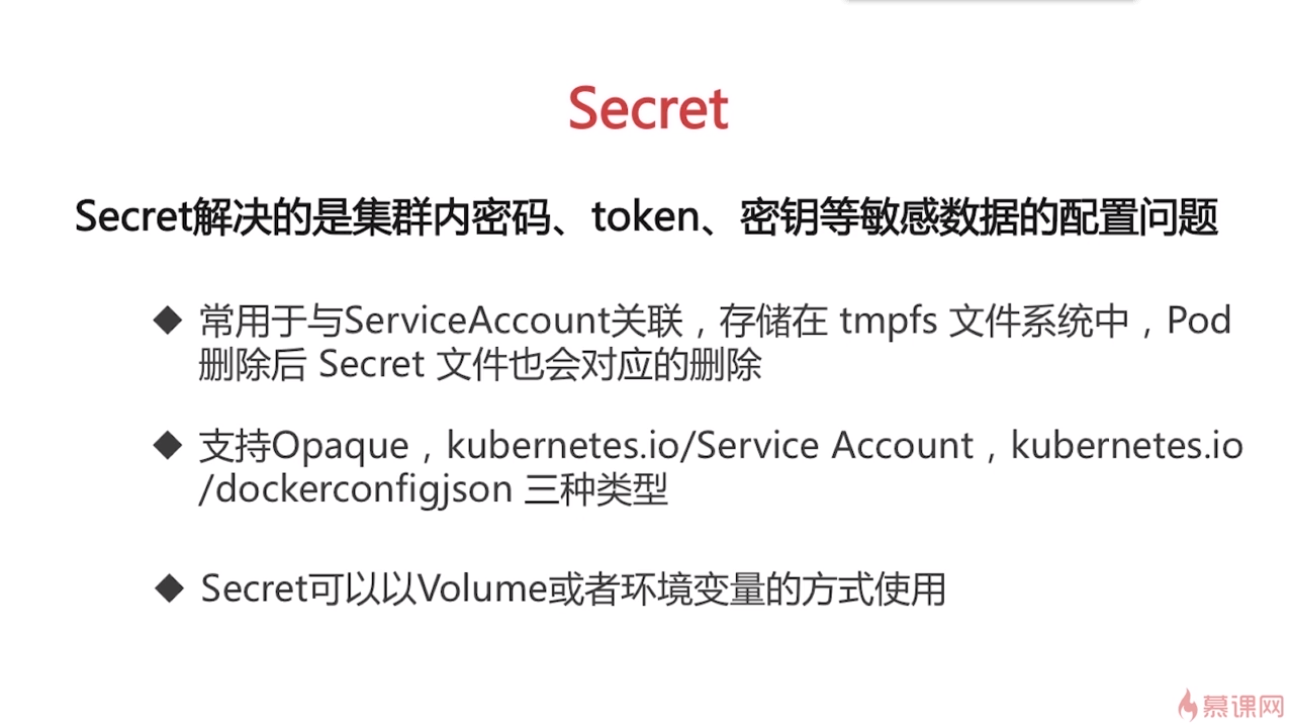 Secret
Secret解决的是集群内密码、token、密钥等敏感数据的配置问题
◆ 常用于与ServiceAccount关联，存储在 tmpfs 文件系统中，Pod
删除后 Secret 文件也会对应的删除
◆ 支持Opaque，kubernetes.io/Service Account，kubernetes.io
/dockerconfigjson 三种类型
◆ Secret可以以Volume或者环境变量的方式使用
慕课网